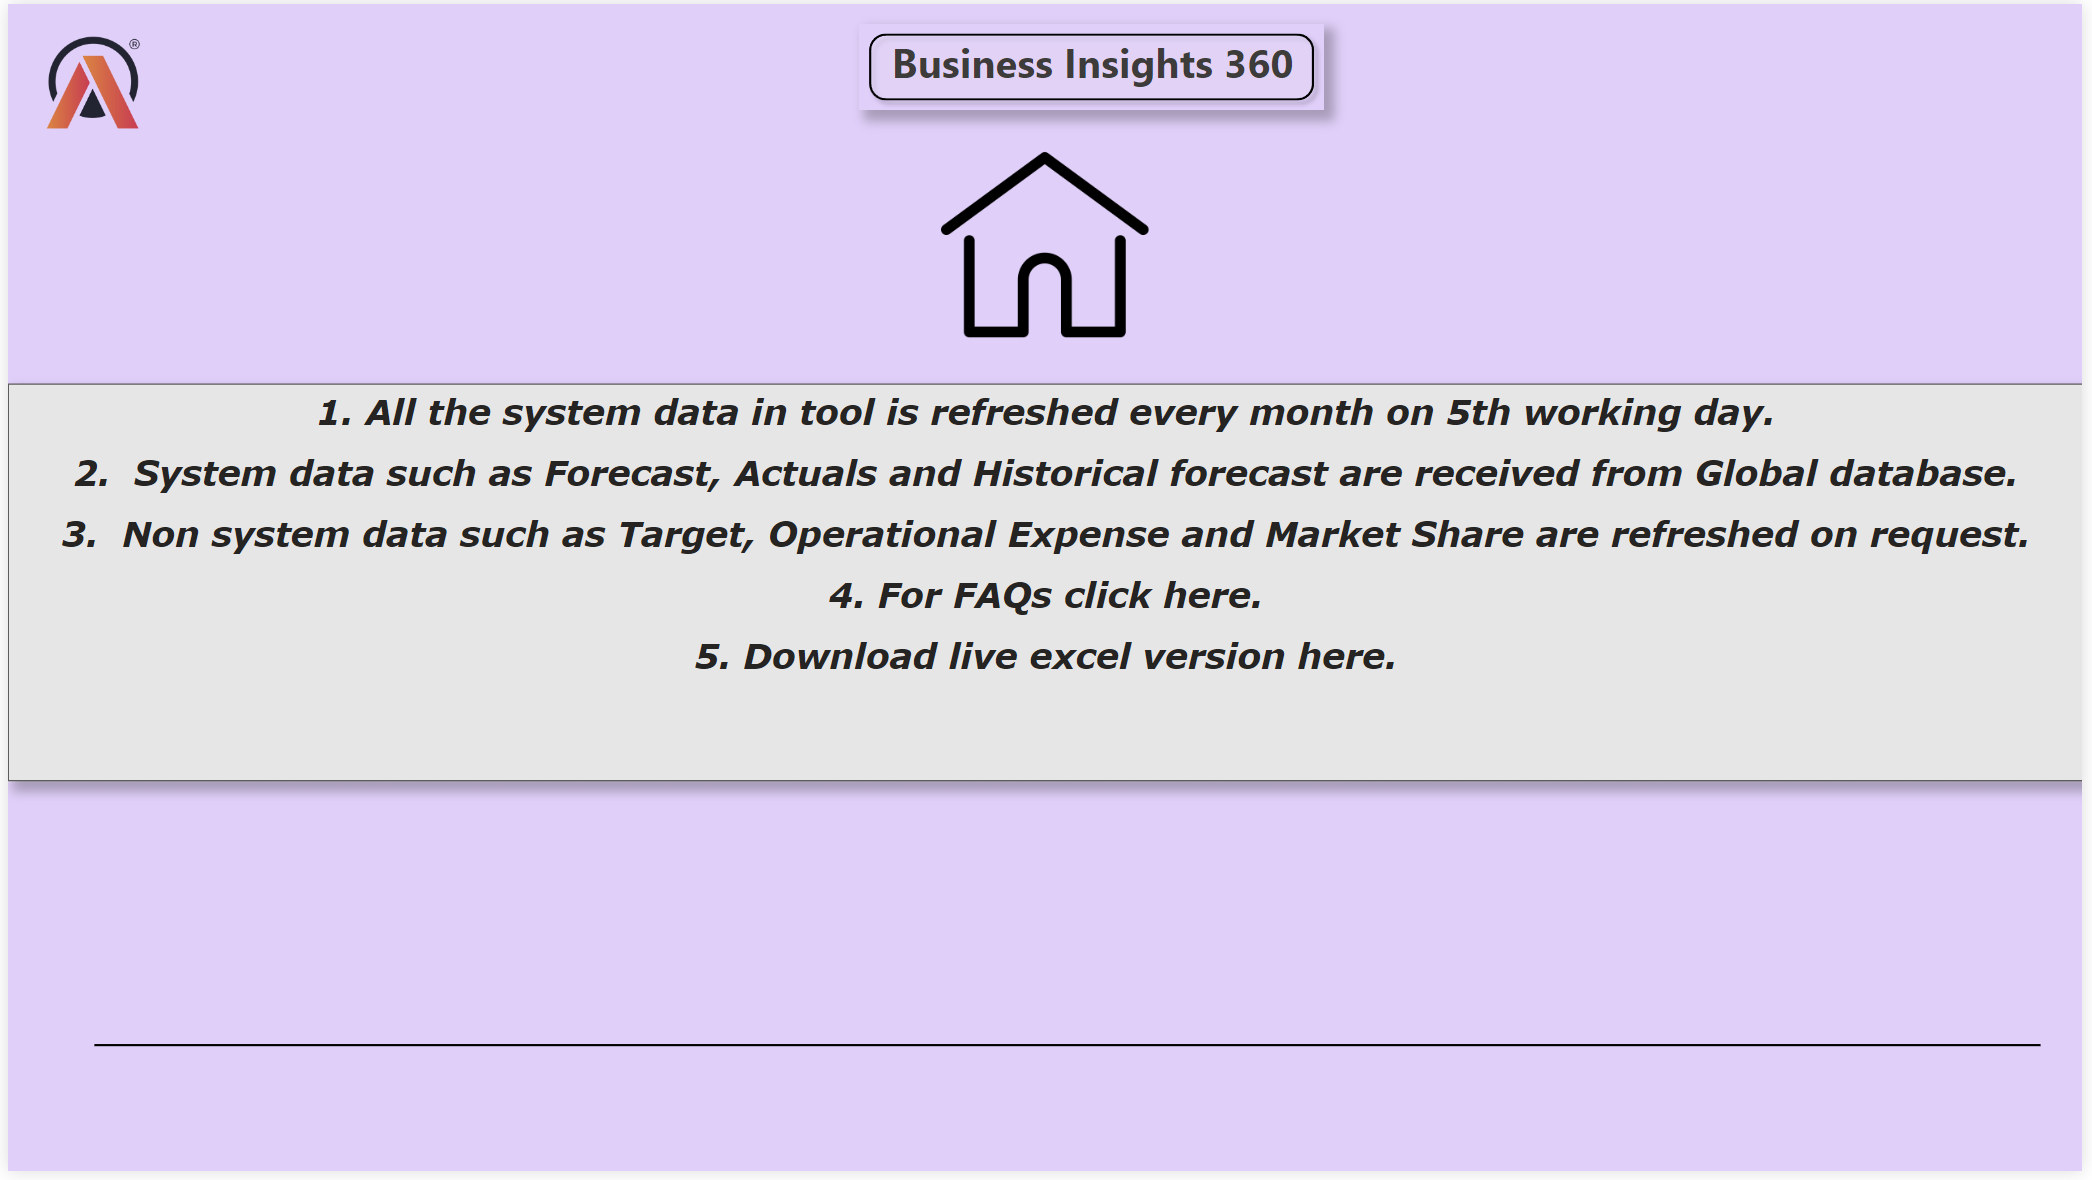 ®
Business Insights 360
1. All the system data in tool is refreshed every month on 5th working day.
2. System data such as Forecast, Actuals and Historical forecast are received from Global database.
3. Non system data such as Target, Operational Expense and Market Share are refreshed on request.
4. For FAQs click here.
5. Download live excel version here.